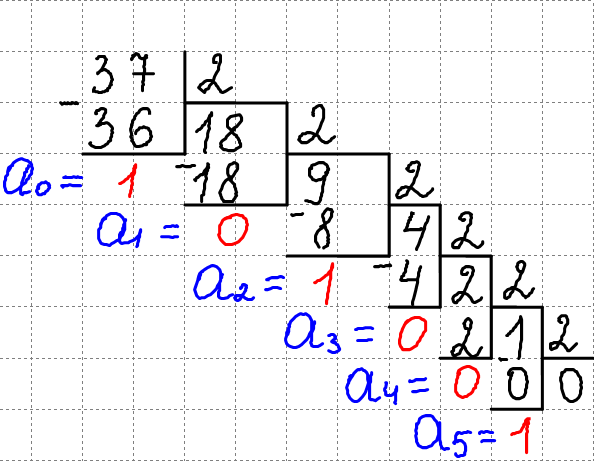 37 2
- 36 18 2
a0 = 1 - 18 9 2
a1 = 0 - 8 4 2
a2 = 1 - 4 2 2
a3 = 0 2 - 1 2
a4 = 0 0 0
a5 = 1